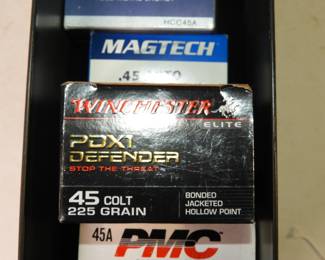 HCC45A
MAGTECH
.45 AUTO
WINCHESTER
ELITE
PDX1
DEFENDER
STOP THE THREAT
45 COLT
225 GRAIN
BONDED
JACKETED
HOLLOW POINT
45A PMC